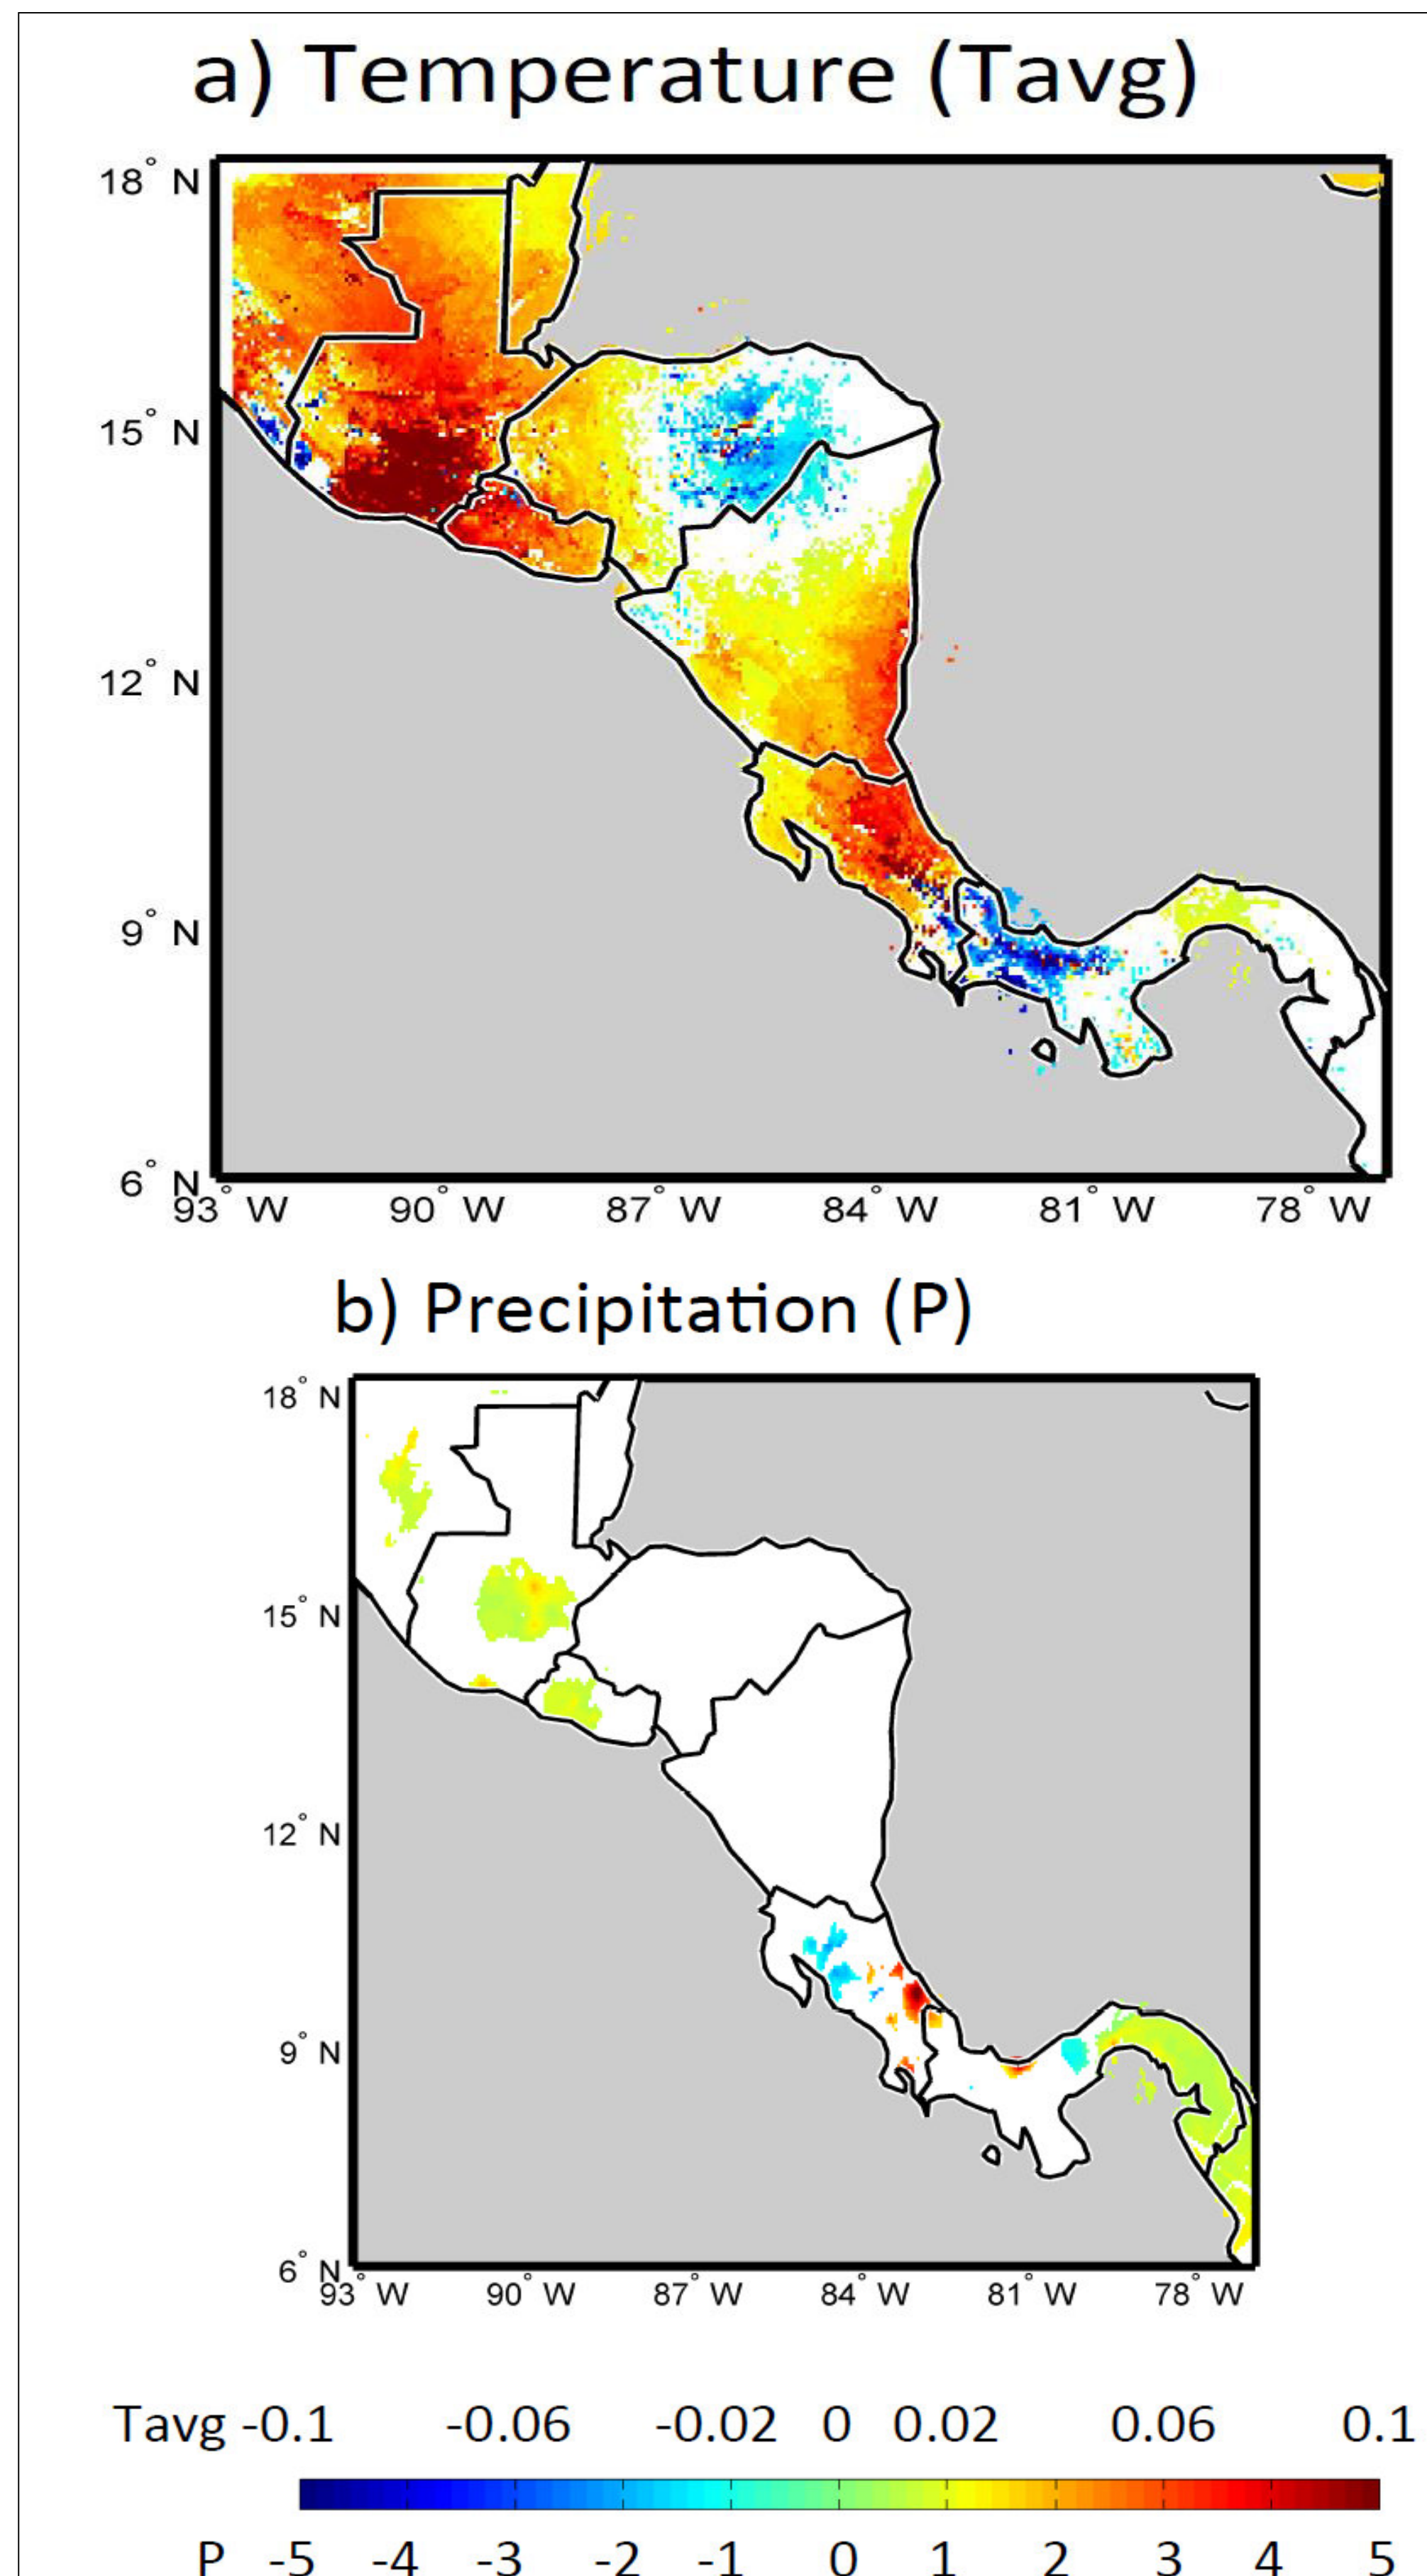 a) Temperature (Tavg)
18° N
15° N
12° N
9° N
6° N
93° W 90° W 87° W 84° W 81° W 78° W
b) Precipitation (P)
18° N
15° N
12° N
9° N
6° N
93° W 90° W 87° W 84° W 81° W 78° W
Tavg -0.1 -0.06 -0.02 0 0.02 0.06 0.1
P -5 -4 -3 -2 -1 0 1 2 3 4 5